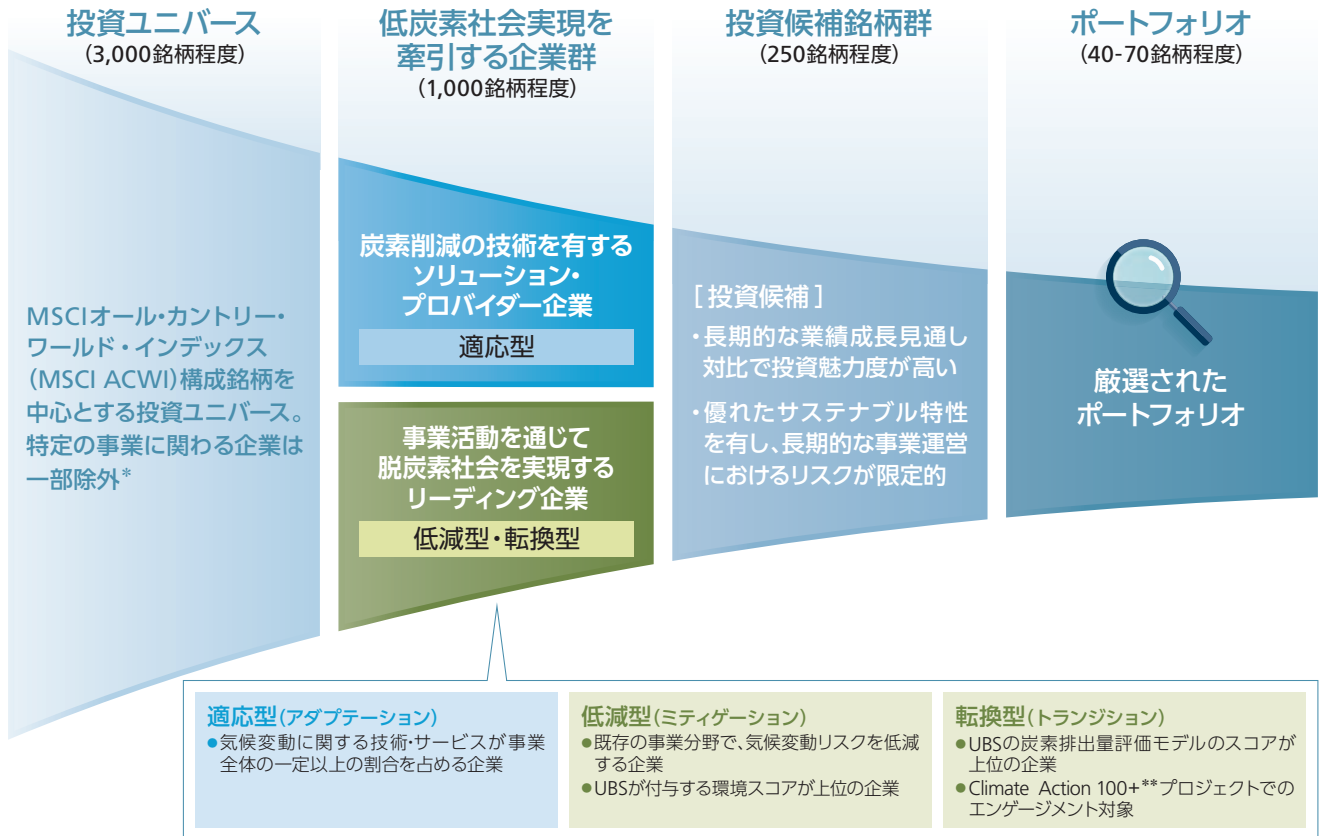 投資ユニバース
(3,000銘柄程度)
MSCIオール・カントリー・
ワールド・インデックス
(MSCI ACWI)構成銘柄を
中心とする投資ユニバース。
特定の事業に関わる企業は
一部除外*
低炭素社会実現を
牽引する企業群
(1,000銘柄程度)
炭素削減の技術を有する
ソリューション・
プロバイダー企業
適応型
事業活動を通じて
脱炭素社会を実現する
リーディング企業
低減型・転換型
投資候補銘柄群
(250銘柄程度)
[投資候補]
・長期的な業績成長見通し
対比で投資魅力度が高い
・優れたサステナブル特性
を有し、長期的な事業運営
におけるリスクが限定的
ポートフォリオ
(40-70銘柄程度)
厳選された
ポートフォリオ
適応型(アダプテーション)
●気候変動に関する技術・サービスが事業
全体の一定以上の割合を占める企業
低減型(ミティゲーション)
●既存の事業分野で、気候変動リスクを低減
する企業
●UBSが付与する環境スコアが上位の企業
転換型(トランジション)
●UBSの炭素排出量評価モデルのスコアが
上位の企業
●Climate Action 100+**プロジェクトでの
エンゲージメント対象